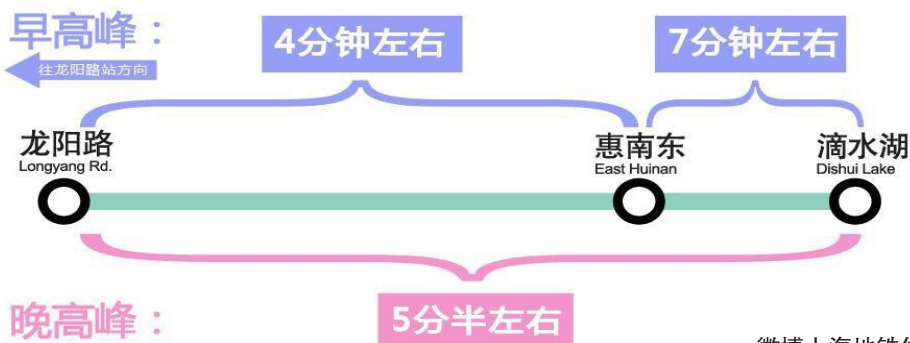 早高峰：
4分钟左右
7分钟左右
往龙阳路站方向
龙阳路
Longyang Rd.
惠南东
East Huinan
滴水湖
Dishui Lake
晚高峰：
5分半左右